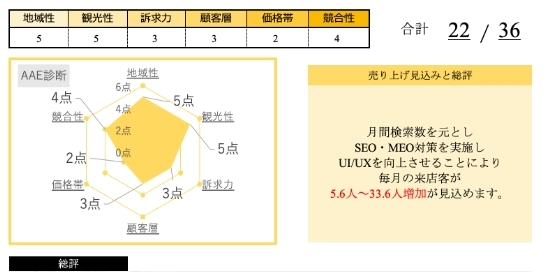 地域性 観光性 訴求力 顧客層 価格帯 競合性
5 5 3 3 2 4
合計 22 / 36
AAE診断
地域性
6点
4点
2点
0点
5点
観光性
5点
訴求力
3点
顧客層
3点
価格帯
2点
競合性
4点
売り上げ見込みと総評
月間検索数を元とし
SEO・MEO対策を実施し
UI/UXを向上させることにより
毎月の来店客が
5.6人〜33.6人増加が見込めます。
総評